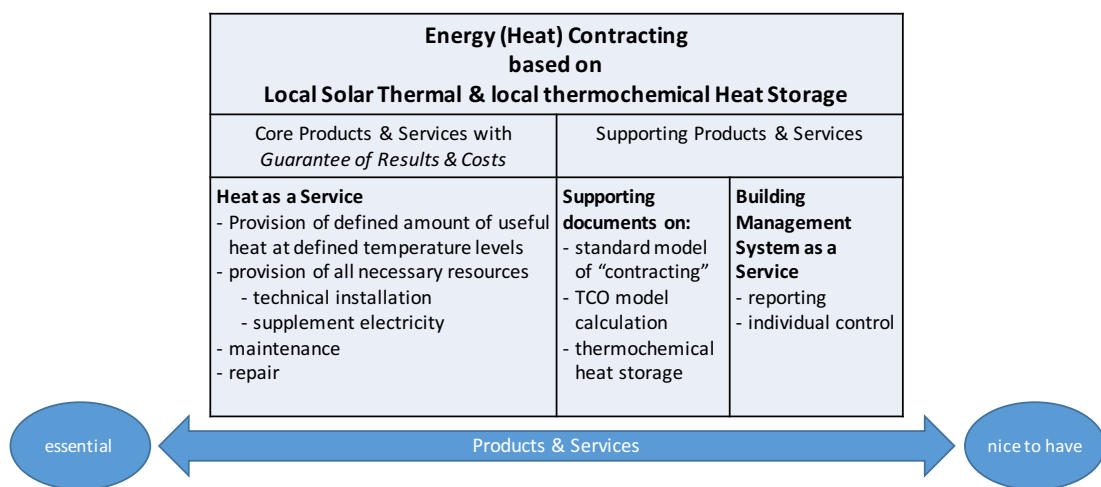 Energy (Heat) Contracting
based on
Local Solar Thermal & local thermochemical Heat Storage
Core Products & Services with
Guarantee of Results & Costs
Supporting Products & Services
Heat as a Service
- Provision of defined amount of useful
heat at defined temperature levels
- provision of all necessary resources
- technical installation
- supplement electricity
- maintenance
- repair
Supporting
documents on:
- standard model
of “contracting”
- TCO model
calculation
- thermochemical
heat storage
Building
Management
System as a
Service
- reporting
- individual control
essential
Products & Services
nice to have